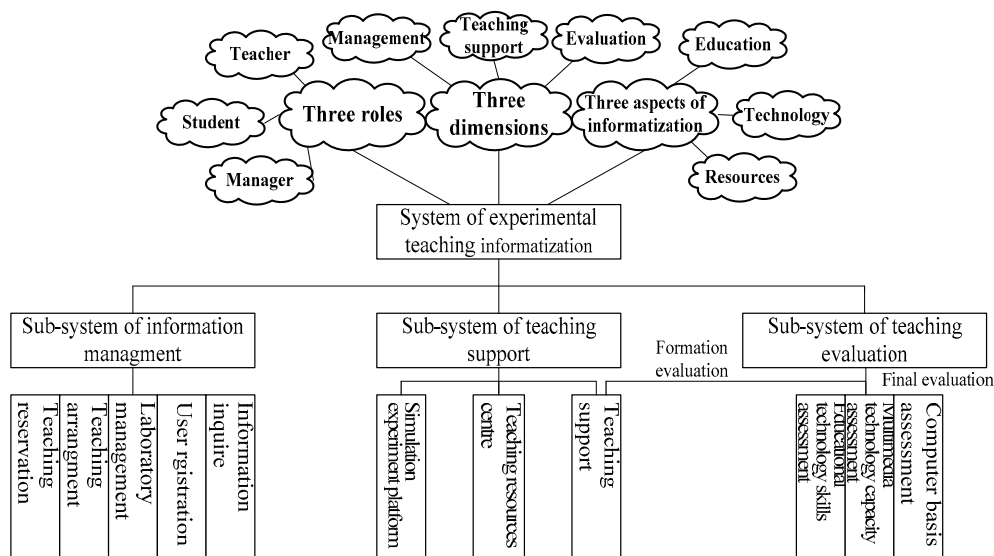 Teaching
support
Management
Evaluation
Education
Teacher
Three roles
Three
dimensions
Three aspects of
informatization
Technology
Student
Manager
Resources
System of experimental
teaching informatization
Sub-system of information
managment
Sub-system of teaching
support
Sub-system of teaching
evaluation
Formation
evaluation
Final evaluation
Teaching
reservation
Teaching
arrangment
Laboratory
management
User rgistration
Information
inquire
Simulation
experiment platform
Teaching resources
centre
Teaching
support
Educational
technology skills
assessment
Multimedia
technology capacity
assessment
Computer basis
assessment